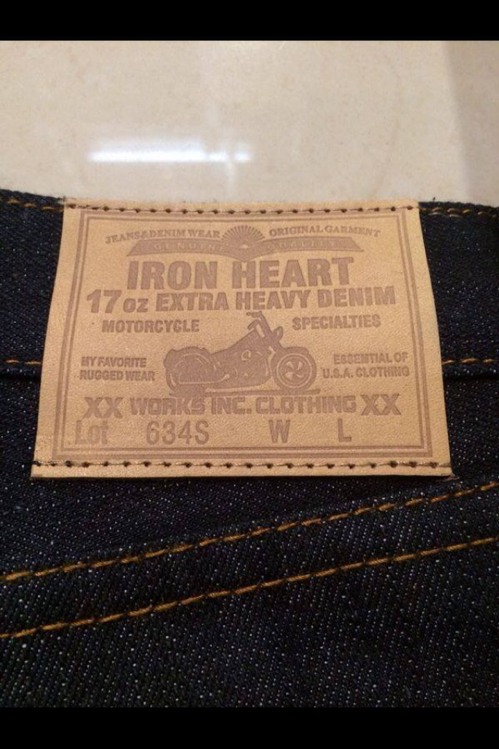 JEANS&DENIM WEAR ORIGINAL GARMENT
GENUINE QUALITY
IRON HEART
17oz EXTRA HEAVY DENIM
MOTORCYCLE SPECIALTIES
MY FAVORITE RUGGED WEAR
ESSENTIAL OF U.S.A. CLOTHING
XX WORKS INC. CLOTHING XX
Lot 634S W L